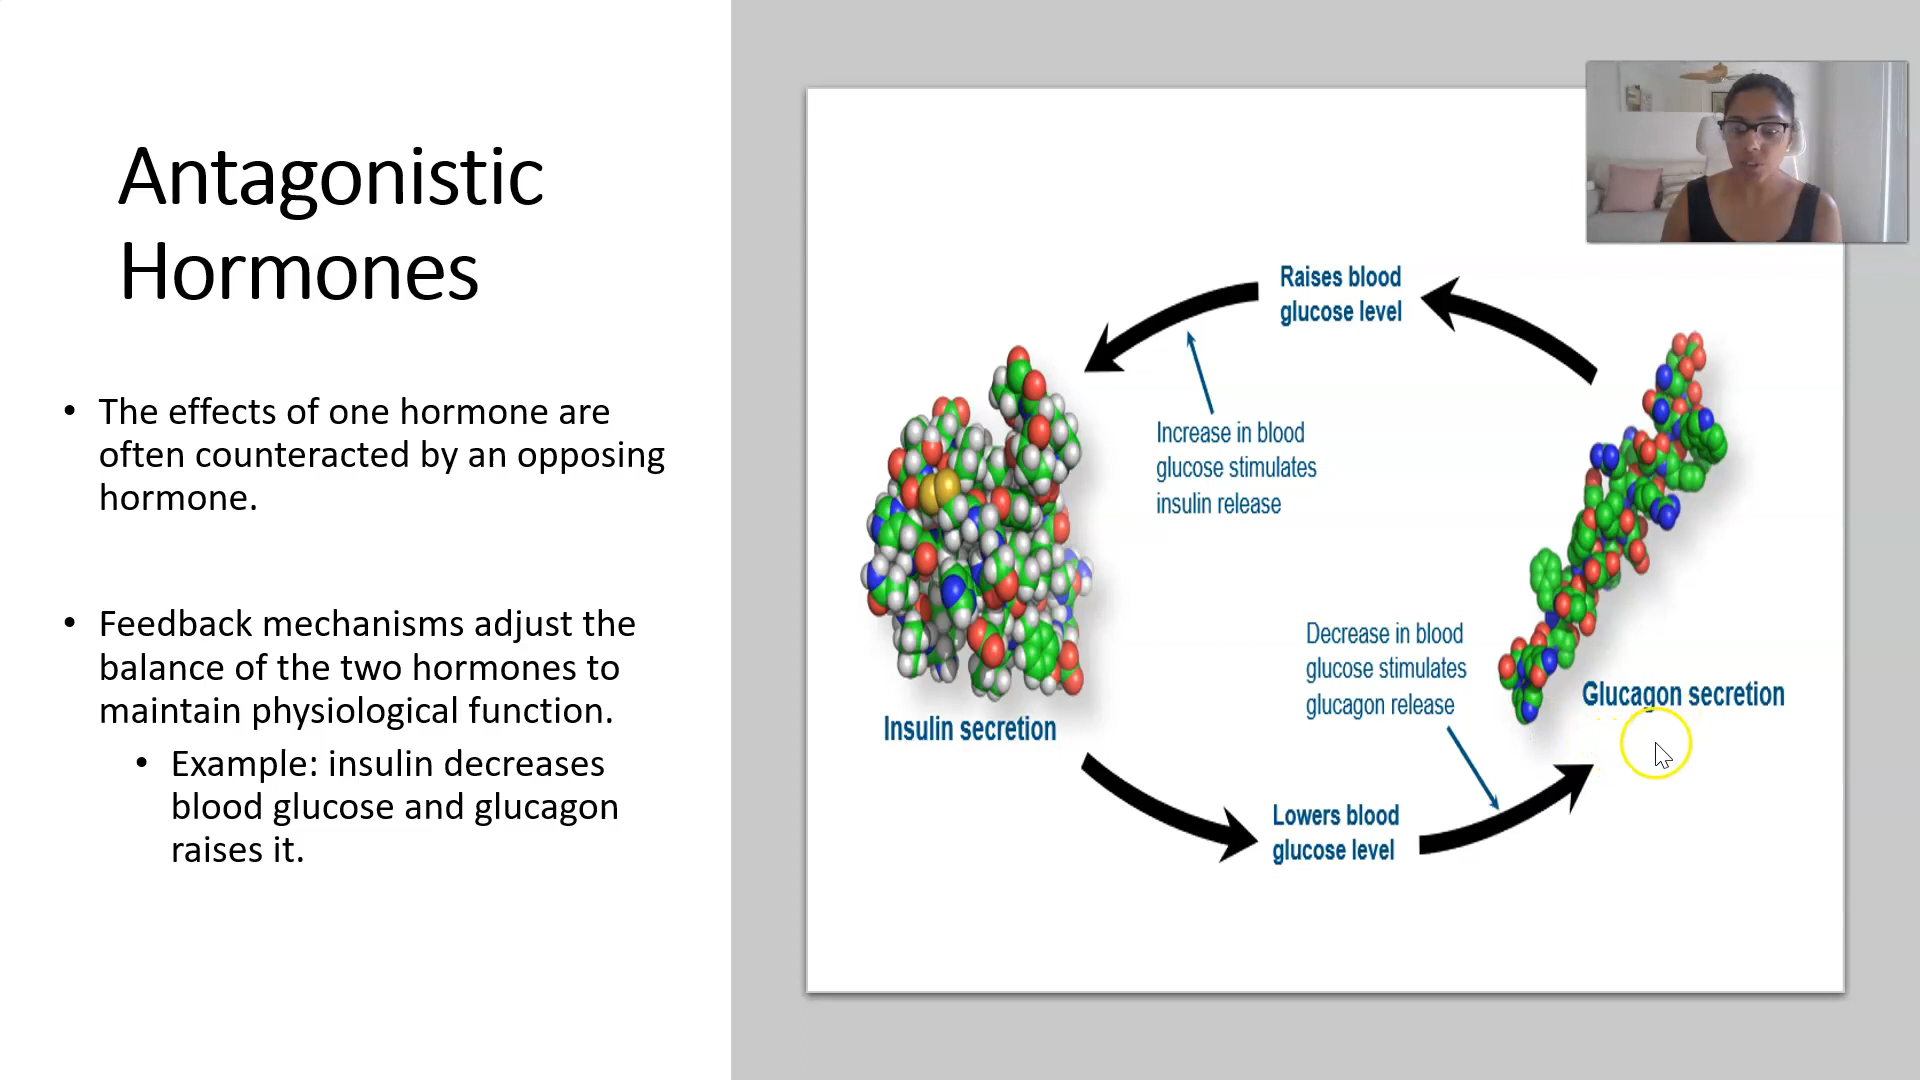 Antagonistic
Hormones
• The effects of one hormone are
often counteracted by an opposing
hormone.
• Feedback mechanisms adjust the
balance of the two hormones to
maintain physiological function.
• Example: insulin decreases
blood glucose and glucagon
raises it.
Raises blood
glucose level
Increase in blood
glucose stimulates
insulin release
Decrease in blood
glucose stimulates
glucagon release
Glucagon secretion
Insulin secretion
Lowers blood
glucose level